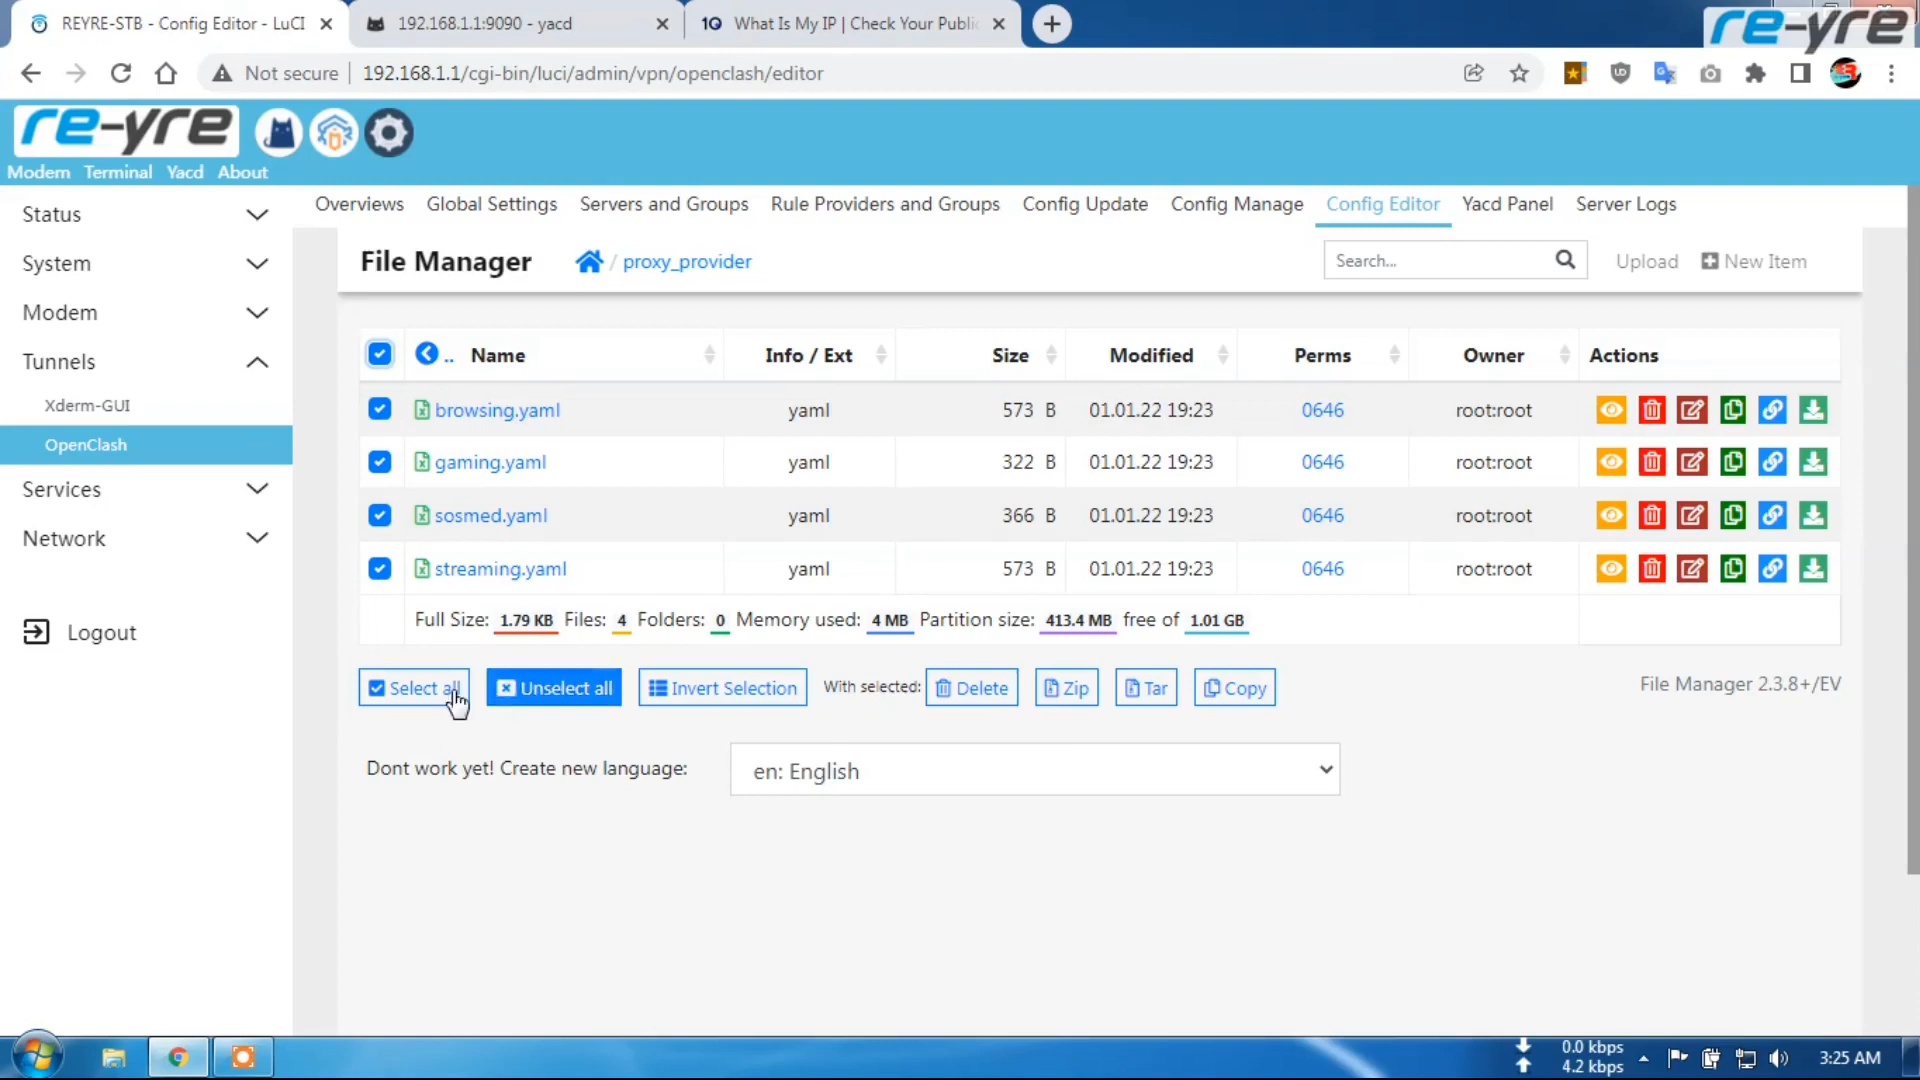 REYRE-STB - Config Editor - LuCI
192.168.1.1:9090 - yacd
1Q What Is My IP | Check Your Publi
re-yre
Not secure 192.168.1.1/cgi-bin/luci/admin/vpn/openclash/editor
re-yre
Modem Terminal Yacd About
Status
System
Modem
Tunnels
Xderm-GUI
OpenClash
Services
Network
Logout
Overviews Global Settings Servers and Groups Rule Providers and Groups Config Update Config Manage Config Editor Yacd Panel Server Logs
File Manager / proxy_provider Search... Upload New Item
.. Name Info / Ext Size Modified Perms Owner Actions
browsing.yaml yaml 573 B 01.01.22 19:23 0646 root:root
gaming.yaml yaml 322 B 01.01.22 19:23 0646 root:root
sosmed.yaml yaml 366 B 01.01.22 19:23 0646 root:root
streaming.yaml yaml 573 B 01.01.22 19:23 0646 root:root
Full Size: 1.79 KB Files: 4 Folders: 0 Memory used: 4 MB Partition size: 413.4 MB free of 1.01 GB
Select all Unselect all Invert Selection With selected: Delete Zip Tar Copy File Manager 2.3.8+/EV
Dont work yet! Create new language: en: English
0.0 kbps
4.2 kbps
3:25 AM